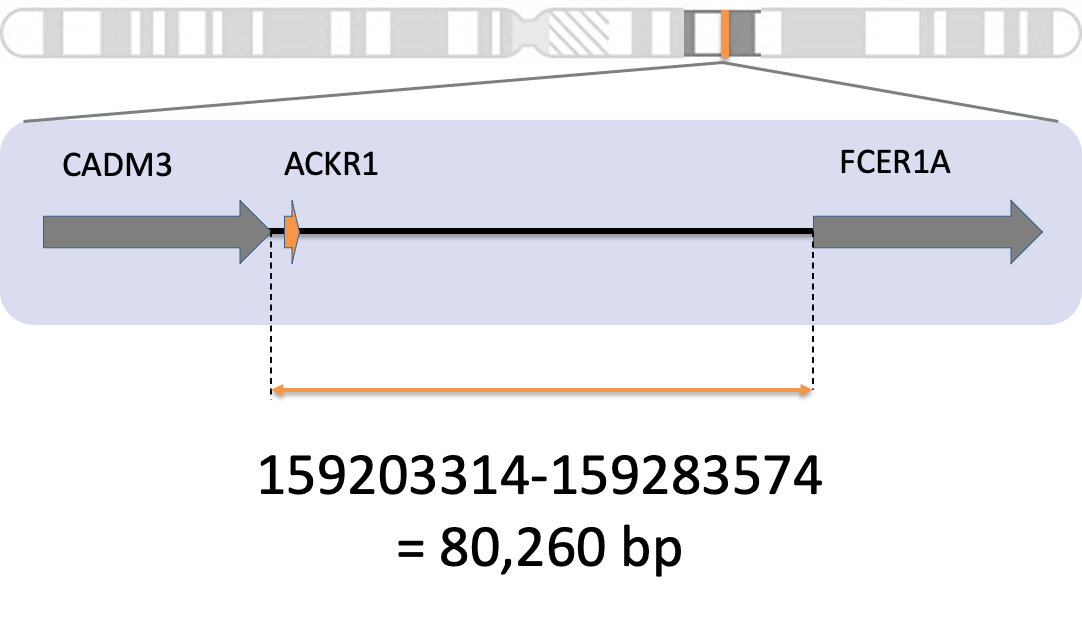 CADM3 ACKR1 FCER1A
159203314-159283574
= 80,260 bp